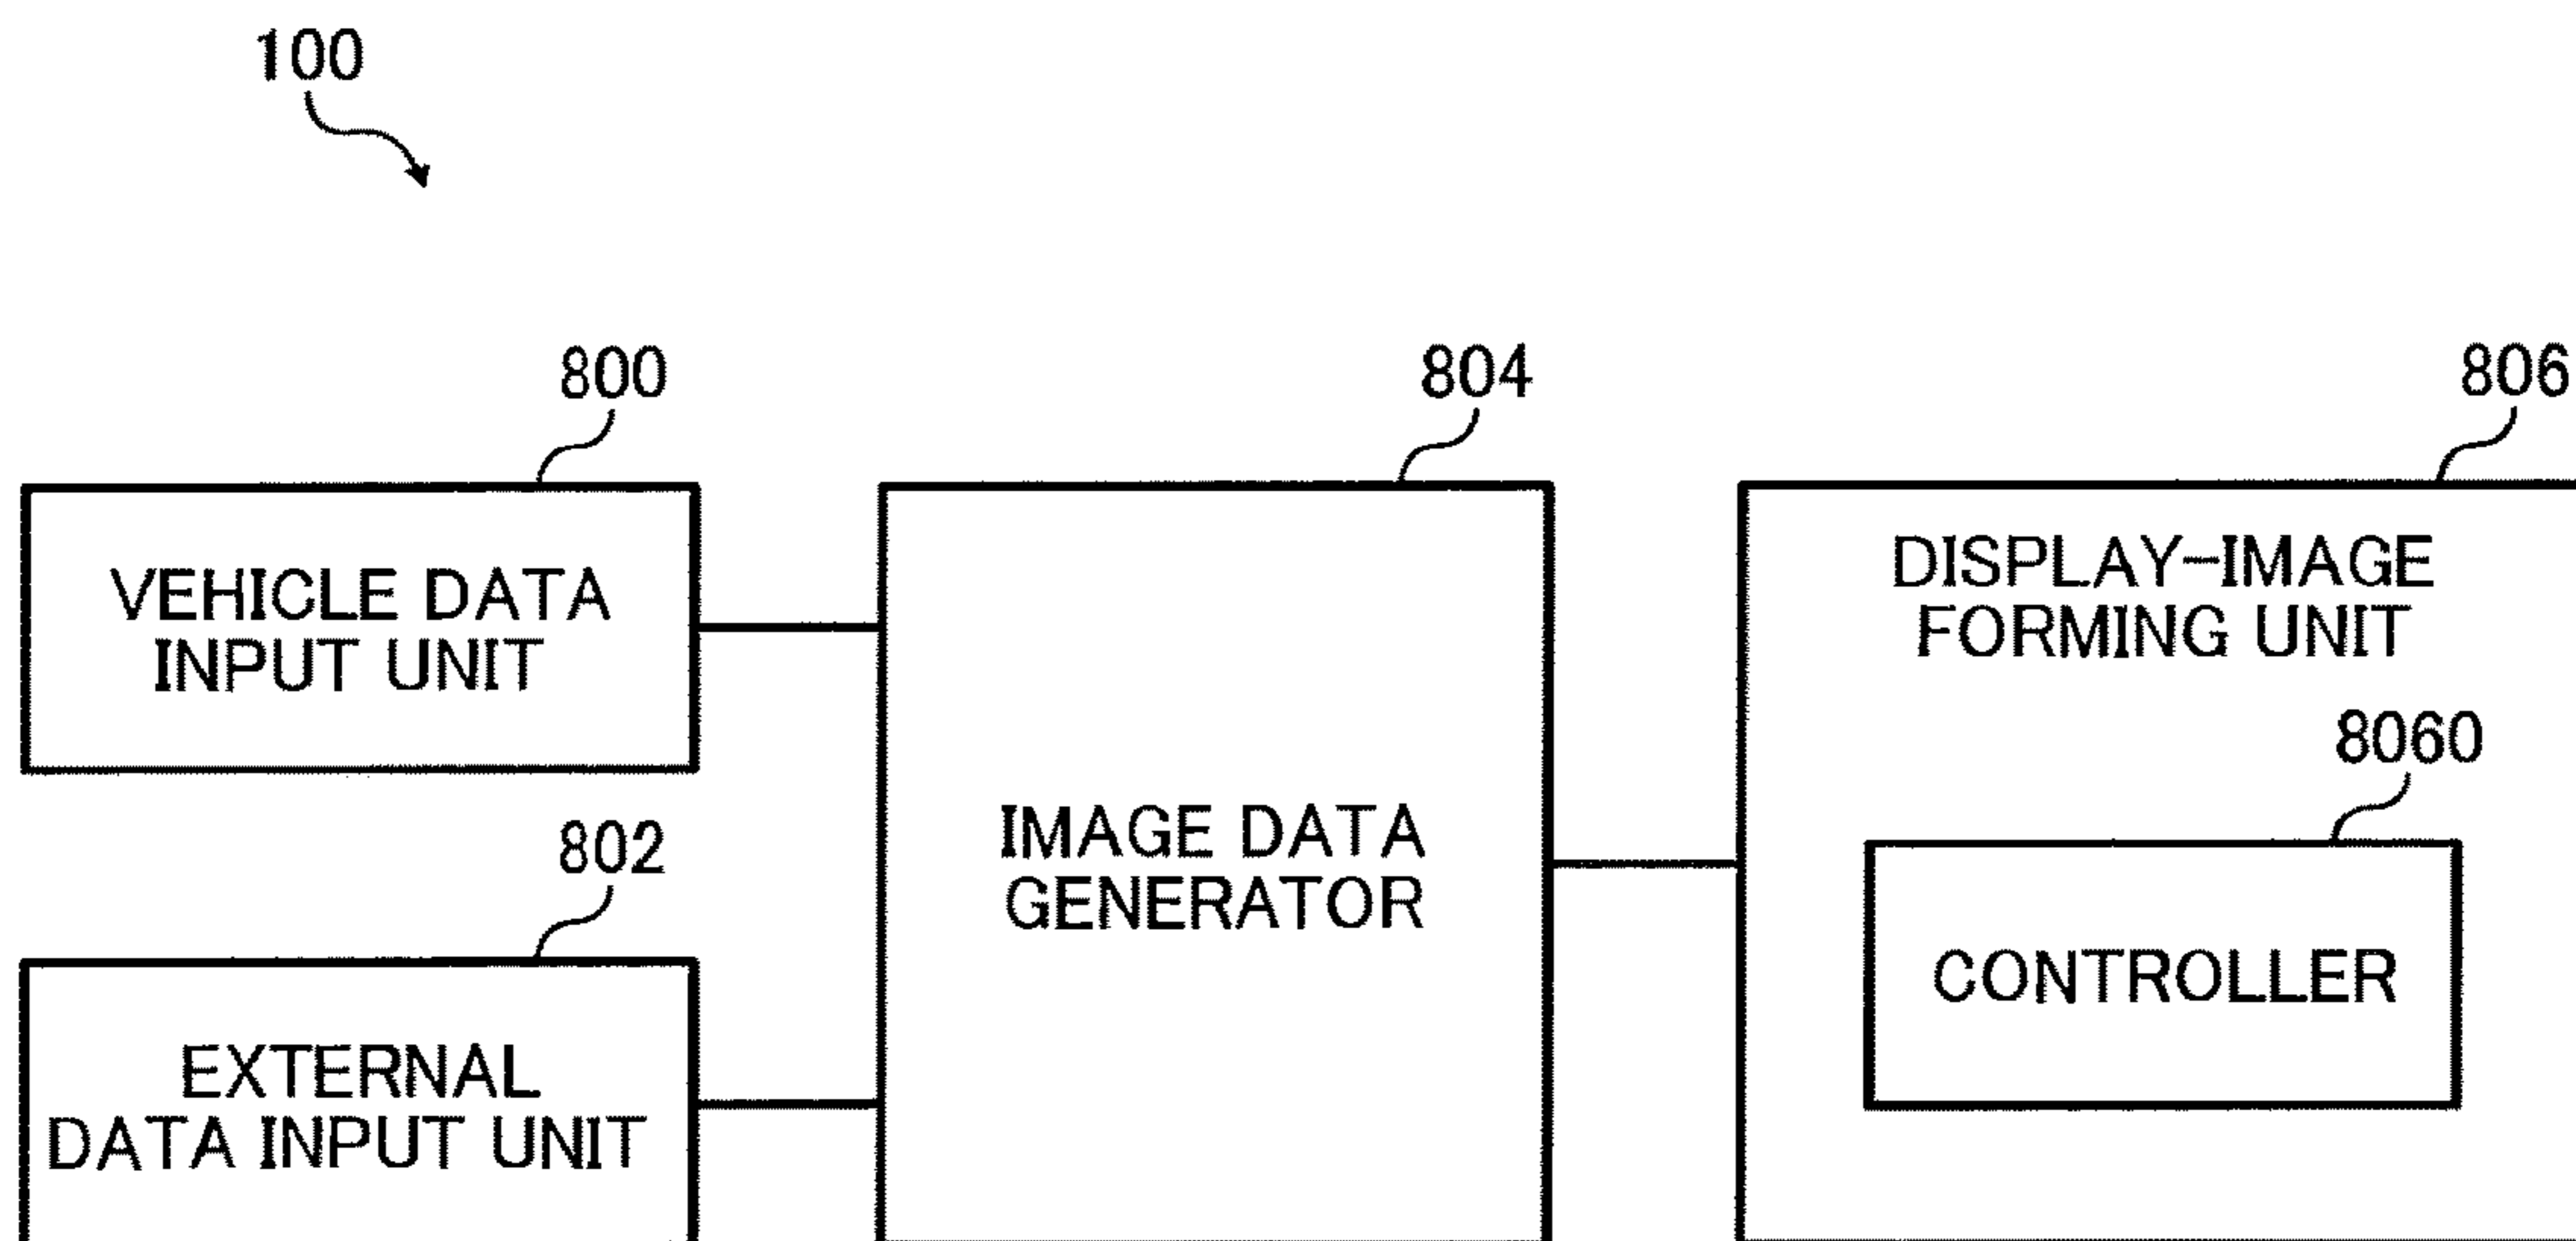 100
800
804
806
VEHICLE DATA
INPUT UNIT
DISPLAY-IMAGE
FORMING UNIT
802
IMAGE DATA
GENERATOR
8060
CONTROLLER
EXTERNAL
DATA INPUT UNIT